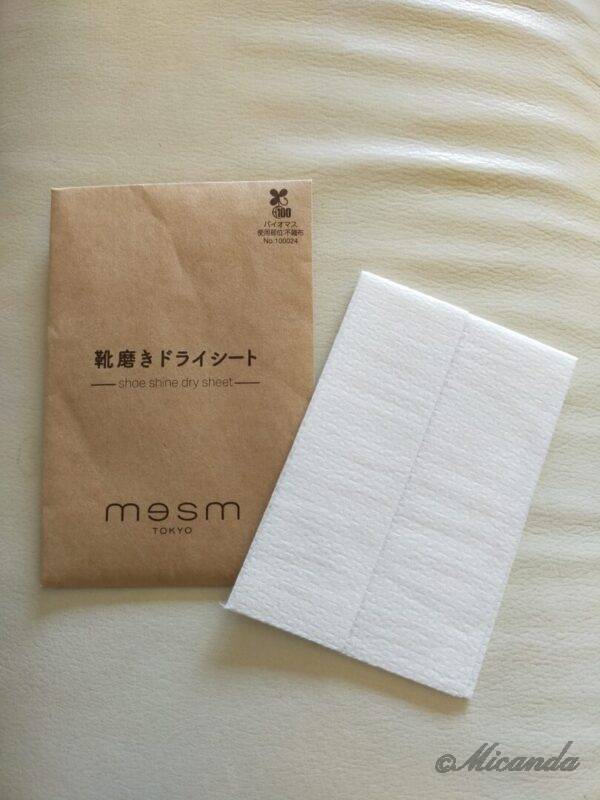 100
バイオマス
使用部位:不織布
No:100024
靴磨きドライシート
shoe shine dry sheet
mesm
TOKYO
©Micanda